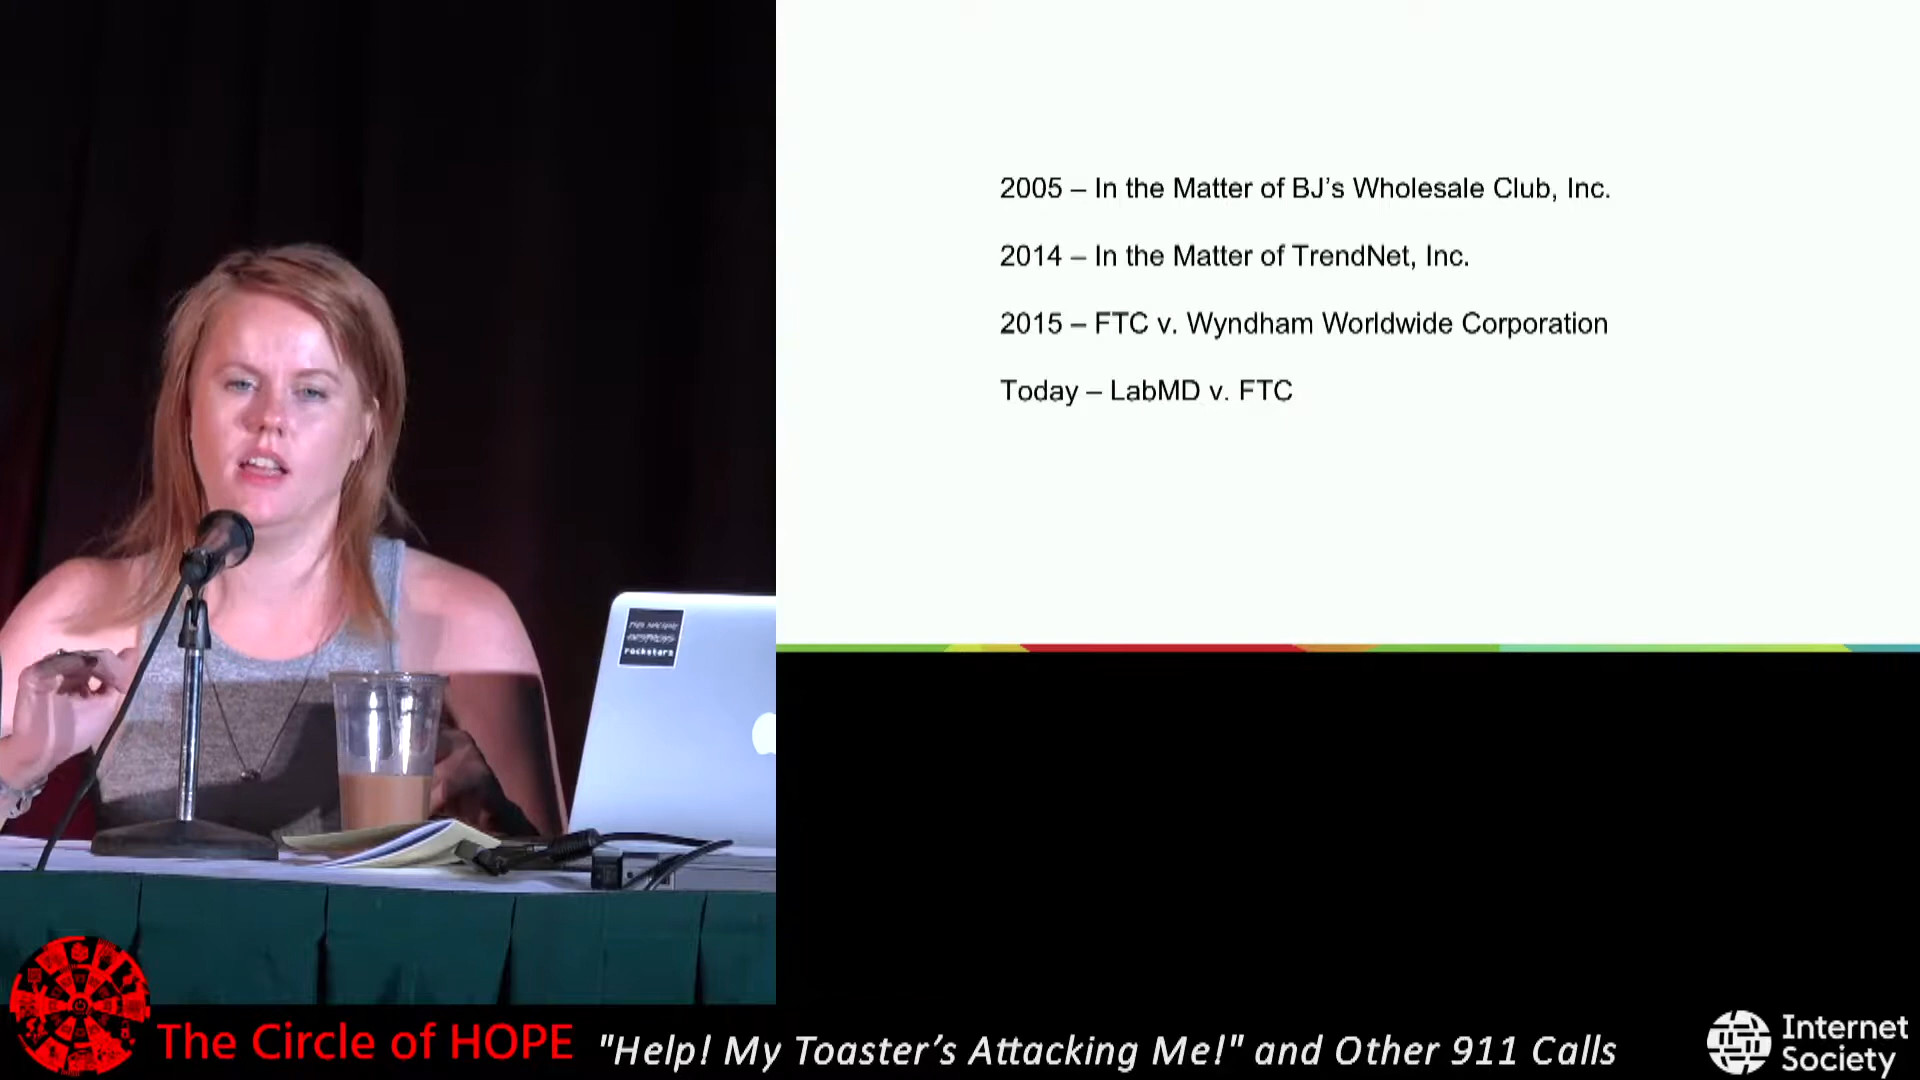 2005 – In the Matter of BJ’s Wholesale Club, Inc.
2014 – In the Matter of TrendNet, Inc.
2015 – FTC v. Wyndham Worldwide Corporation
Today – LabMD v. FTC
rockstars
The Circle of HOPE
"Help! My Toaster’s Attacking Me!" and Other 911 Calls
Internet
Society